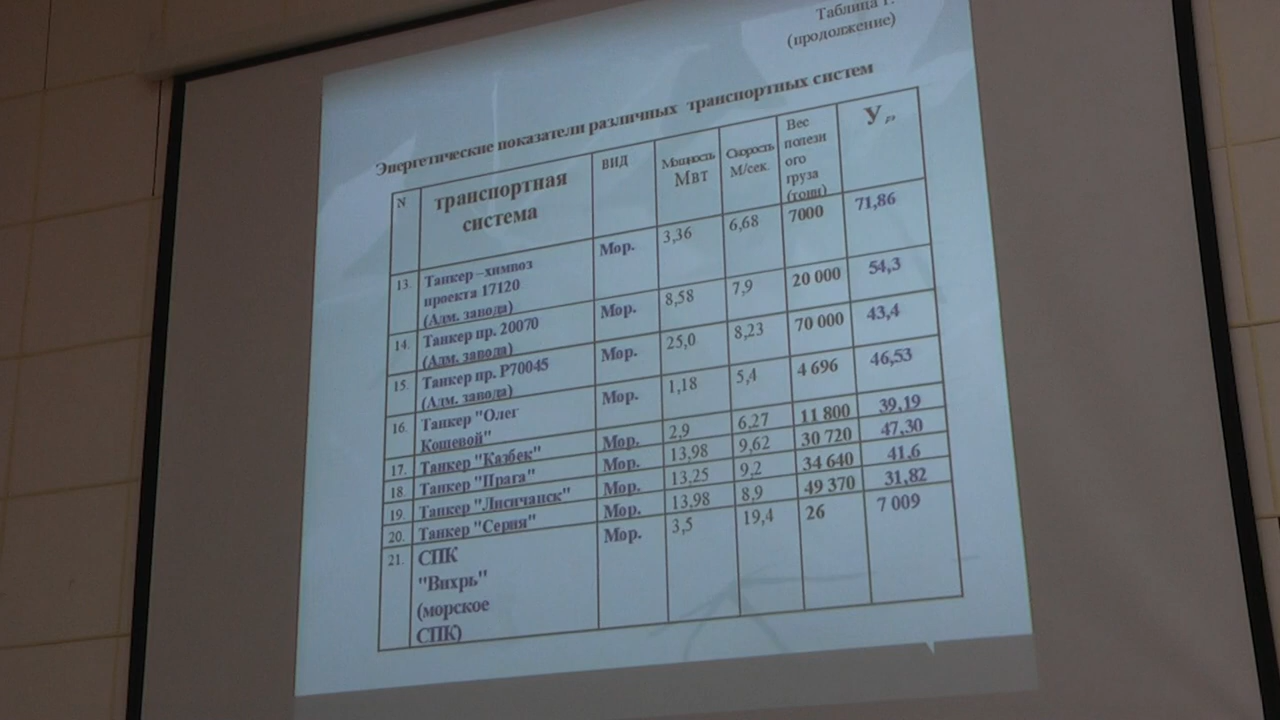 Таблица 1.
(продолжение)
Энергетические показатели различных транспортных систем
N транспортная система ВИД Мощность Мвт Скорость М/сек. Вес полезн ого груза (тонн) У
13. Танкер –химвоз проекта 17120 (Адм. завода) Мор. 3,36 6,68 7000 71,86
14. Танкер пр. 20070 (Адм. завода) Мор. 8,58 7,9 20 000 54,3
15. Танкер пр. Р70045 (Адм. завода) Мор. 25,0 8,23 70 000 43,4
16. Танкер "Олег Кошевой" Мор. 1,18 5,4 4 696 46,53
17. Танкер "Казбек" Мор. 2,9 6,27 11 800 39,19
18. Танкер "Прага" Мор. 13,98 9,62 30 720 47,30
19. Танкер "Лисичанск" Мор. 13,25 9,2 34 640 41,6
20. Танкер "Серия" Мор. 13,98 8,9 49 370 31,82
21. СПК "Вихрь" (морское СПК) Мор. 3,5 19,4 26 7 009